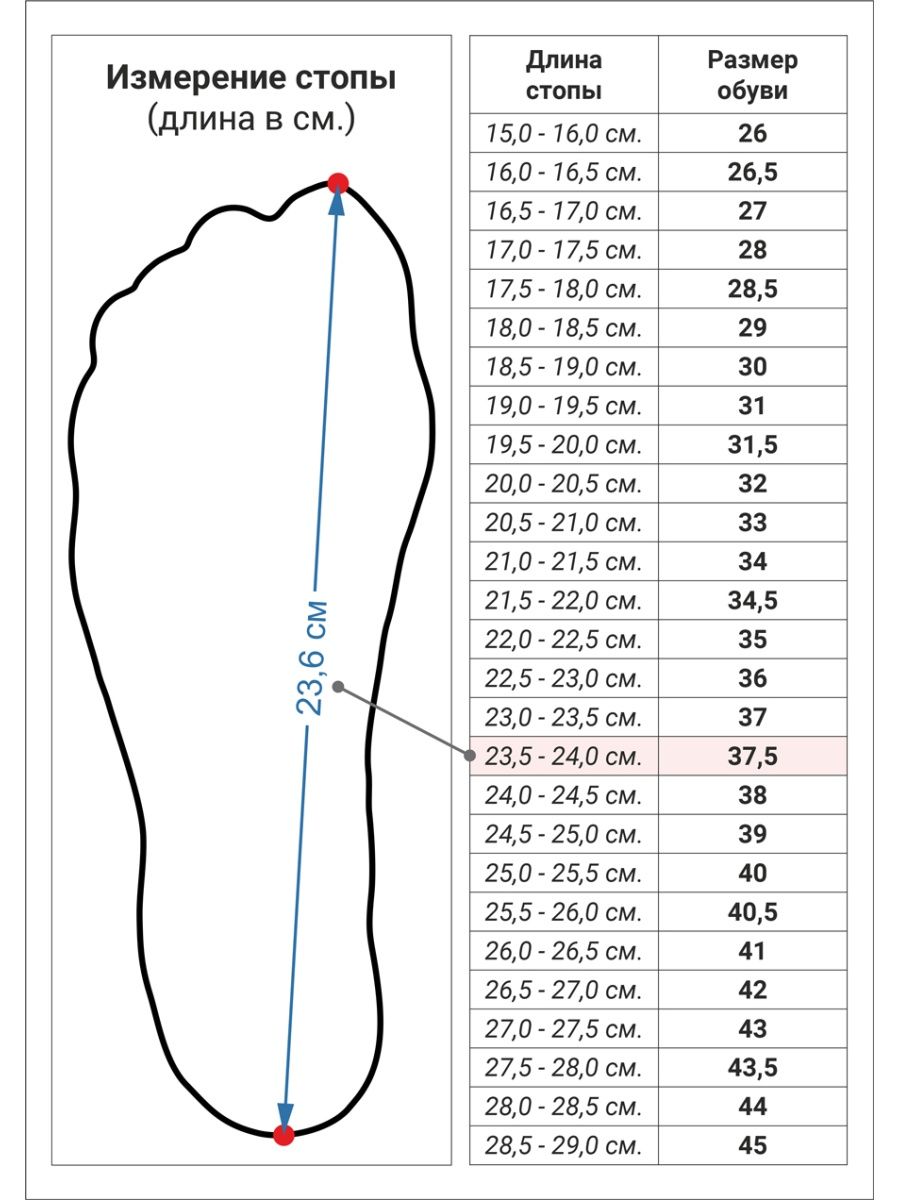 Измерение стопы
(длина в см.)
23,6 см
Длина стопы Размер обуви
15,0 - 16,0 см. 26
16,0 - 16,5 см. 26,5
16,5 - 17,0 см. 27
17,0 - 17,5 см. 28
17,5 - 18,0 см. 28,5
18,0 - 18,5 см. 29
18,5 - 19,0 см. 30
19,0 - 19,5 см. 31
19,5 - 20,0 см. 31,5
20,0 - 20,5 см. 32
20,5 - 21,0 см. 33
21,0 - 21,5 см. 34
21,5 - 22,0 см. 34,5
22,0 - 22,5 см. 35
22,5 - 23,0 см. 36
23,0 - 23,5 см. 37
23,5 - 24,0 см. 37,5
24,0 - 24,5 см. 38
24,5 - 25,0 см. 39
25,0 - 25,5 см. 40
25,5 - 26,0 см. 40,5
26,0 - 26,5 см. 41
26,5 - 27,0 см. 42
27,0 - 27,5 см. 43
27,5 - 28,0 см. 43,5
28,0 - 28,5 см. 44
28,5 - 29,0 см. 45